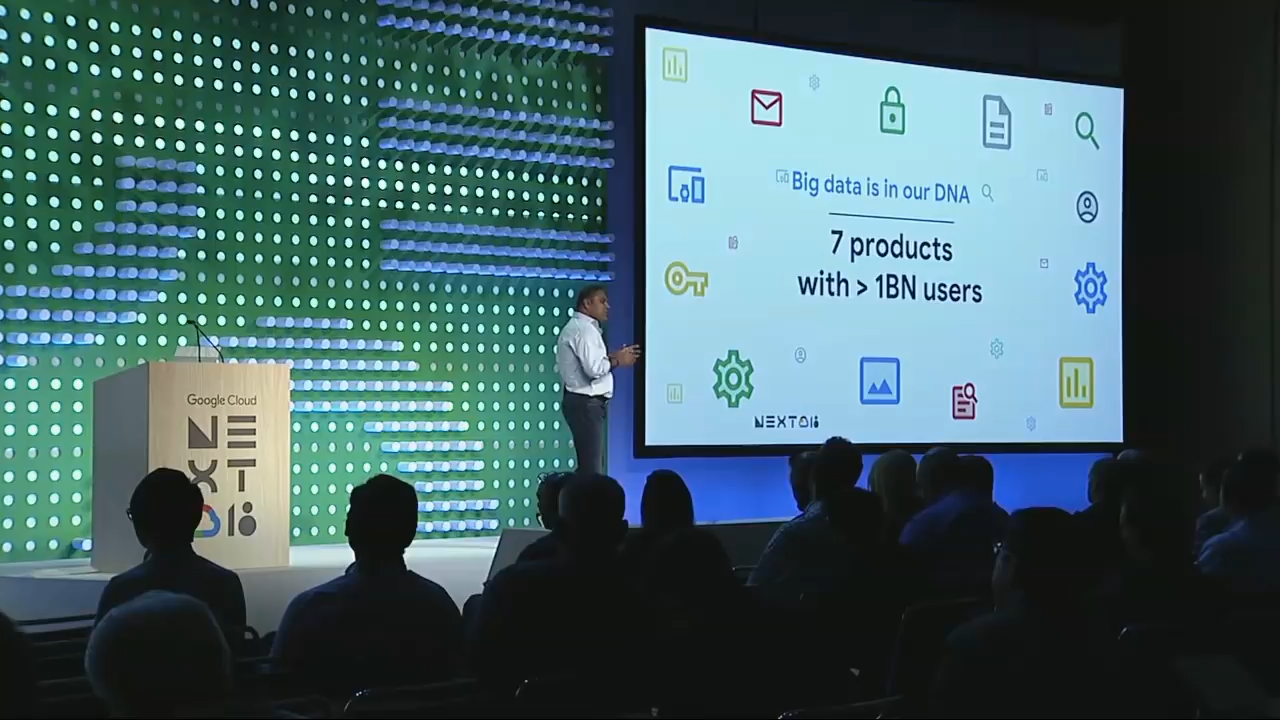 Big data is in our DNA
7 products
with > 1BN users
NEXT 18
Google Cloud
NE
XT
18